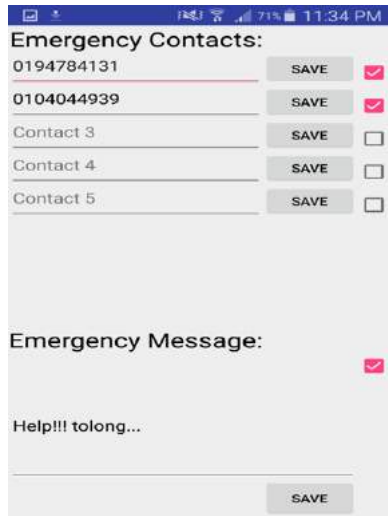 71% 11:34 PM
Emergency Contacts:
0194784131 SAVE
0104044939 SAVE
Contact 3 SAVE
Contact 4 SAVE
Contact 5 SAVE
Emergency Message:
Help!!! tolong...
SAVE